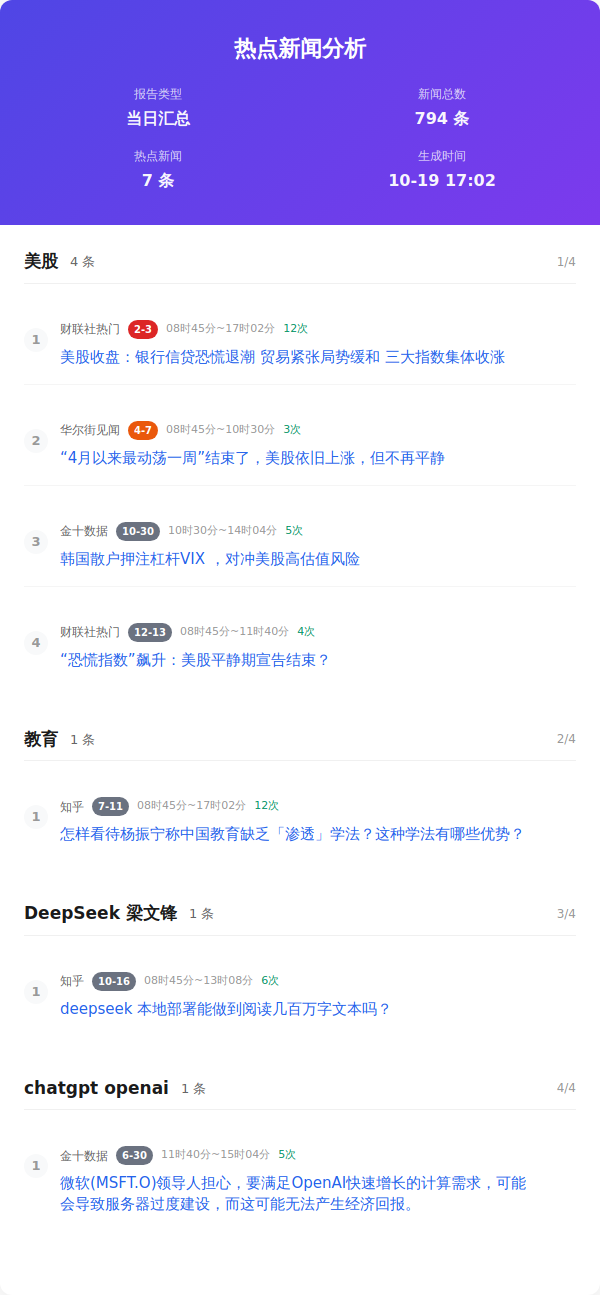 热点新闻分析
报告类型
新闻总数
当日汇总
794 条
热点新闻
生成时间
7 条
10-19 17:02
美股 4 条 1/4
1
财联社热门 2-3 08时45分~17时02分 12次
美股收盘：银行信贷恐慌退潮 贸易紧张局势缓和 三大指数集体收涨
2
华尔街见闻 4-7 08时45分~10时30分 3次
“4月以来最动荡一周”结束了，美股依旧上涨，但不再平静
3
金十数据 10-30 10时30分~14时04分 5次
韩国散户押注杠杆VIX ，对冲美股高估值风险
4
财联社热门 12-13 08时45分~11时40分 4次
“恐慌指数”飙升：美股平静期宣告结束？
教育 1 条 2/4
1
知乎 7-11 08时45分~17时02分 12次
怎样看待杨振宁称中国教育缺乏「渗透」学法？这种学法有哪些优势？
DeepSeek 梁文锋 1 条 3/4
1
知乎 10-16 08时45分~13时08分 6次
deepseek 本地部署能做到阅读几百万字文本吗？
chatgpt openai 1 条 4/4
1
金十数据 6-30 11时40分~15时04分 5次
微软(MSFT.O)领导人担心，要满足OpenAI快速增长的计算需求，可能
会导致服务器过度建设，而这可能无法产生经济回报。